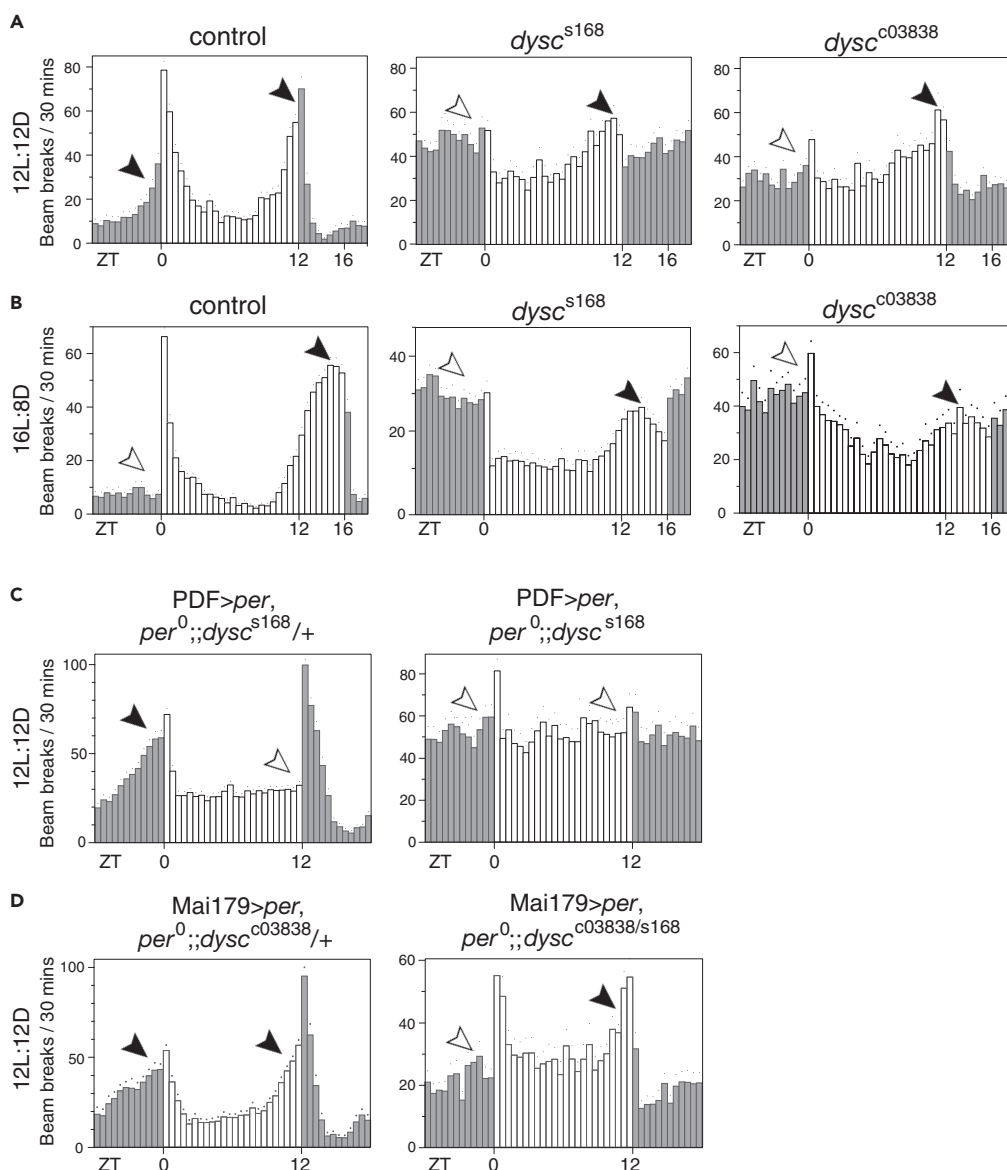 A
control
dysc^s168
dysc^c03838
12L:12D
Beam breaks / 30 mins
80
60
40
20
0
ZT
0
12
16
80
60
40
20
0
ZT
0
12
16
80
60
40
20
0
ZT
0
12
16
B
control
dysc^s168
dysc^c03838
16L:8D
Beam breaks / 30 mins
60
40
20
0
ZT
0
12
16
40
20
0
ZT
0
12
16
60
40
20
0
ZT
0
12
16
C
PDF>per,
per^0;;dysc^s168/+
PDF>per,
per^0;;dysc^s168
12L:12D
Beam breaks / 30 mins
100
50
0
ZT
0
12
80
60
40
20
0
ZT
0
12
D
Mai179>per,
per^0;;dysc^c03838/+
Mai179>per,
per^0;;dysc^c03838/s168
12L:12D
Beam breaks / 30 mins
100
50
0
ZT
0
12
60
40
20
0
ZT
0
12